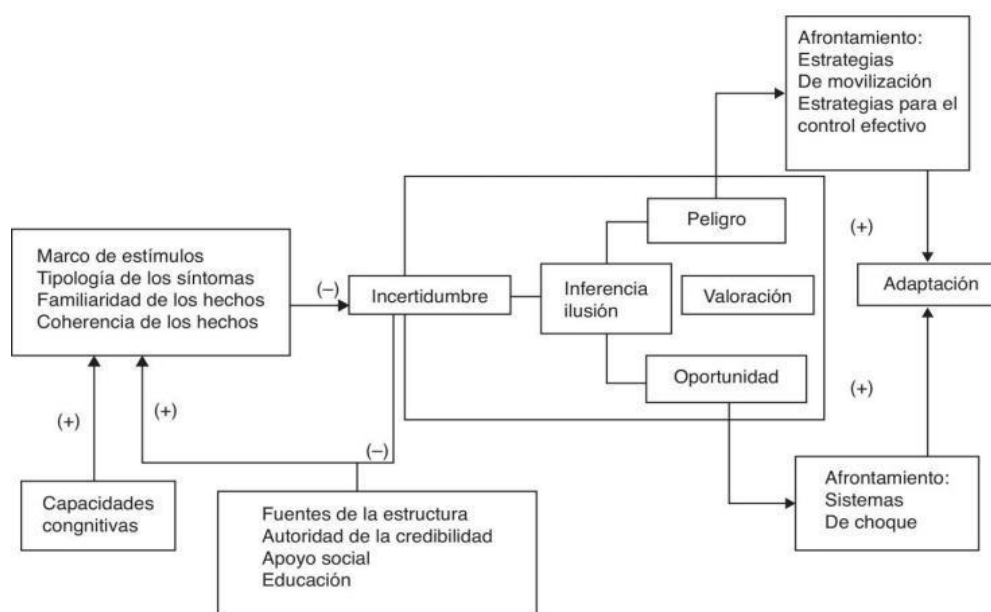 Afrontamiento:
Estrategias
De movilización
Estrategias para el
control efectivo
Peligro
(+)
Marco de estímulos
Tipología de los síntomas
Familiaridad de los hechos
Coherencia de los hechos
(–)
Incertidumbre
Inferencia
ilusión
Valoración
Adaptación
Oportunidad
(+)
(+)
(+)
(–)
Capacidades
congnitivas
Fuentes de la estructura
Autoridad de la credibilidad
Apoyo social
Educación
Afrontamiento:
Sistemas
De choque